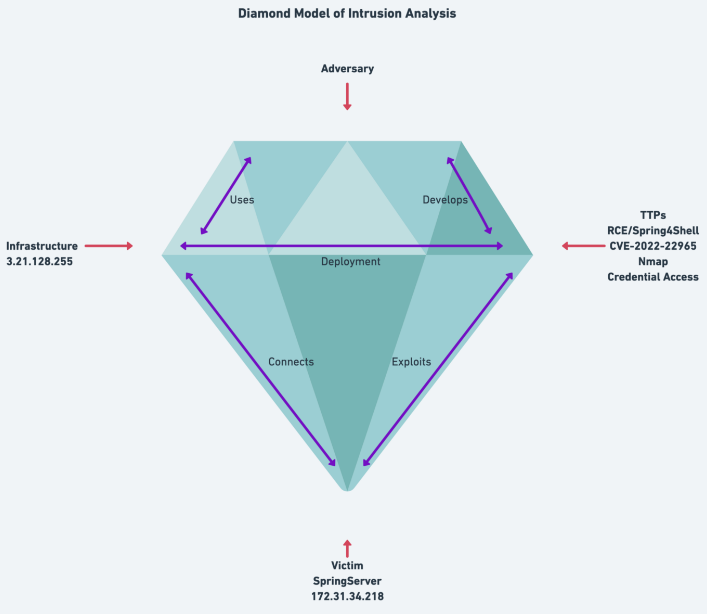 Diamond Model of Intrusion Analysis
Adversary
Uses
Develops
Infrastructure
3.21.128.255
Deployment
TTPs
RCE/Spring4Shell
CVE-2022-22965
Nmap
Credential Access
Connects
Exploits
Victim
SpringServer
172.31.34.218